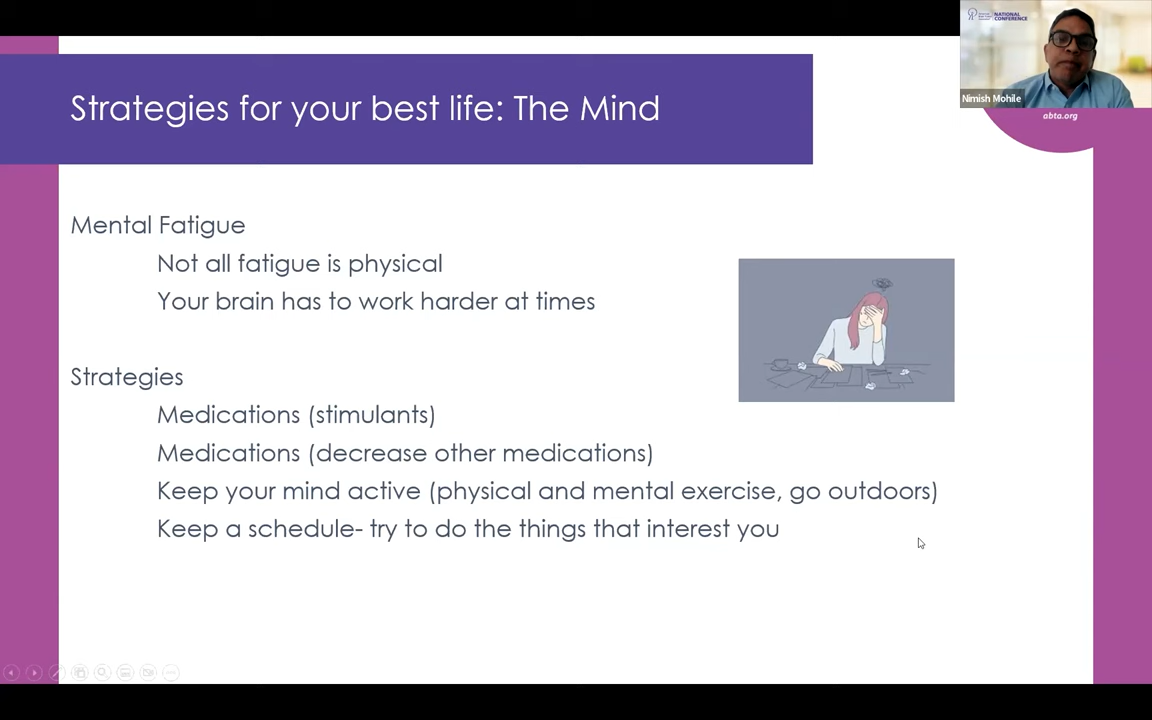 NATIONAL
CONFERENCE
Nimish Mohile
abta.org
Strategies for your best life: The Mind
Mental Fatigue
Not all fatigue is physical
Your brain has to work harder at times
Strategies
Medications (stimulants)
Medications (decrease other medications)
Keep your mind active (physical and mental exercise, go outdoors)
Keep a schedule- try to do the things that interest you